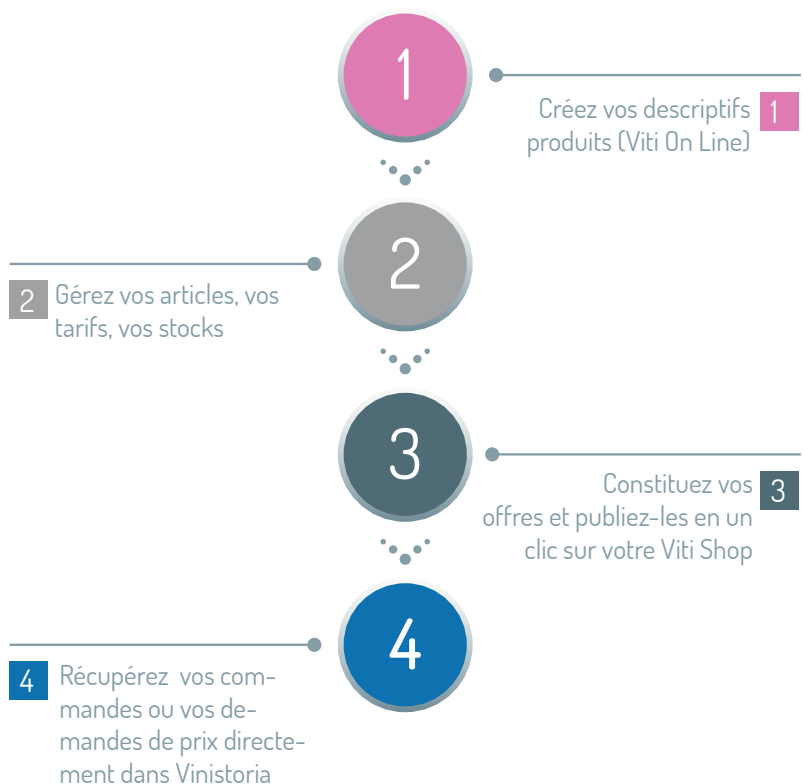 1
Créez vos descriptifs 1
produits (Viti On Line)
2
2 Gérez vos articles, vos
tarifs, vos stocks
3
Constituez vos 3
offres et publiez-les en un
clic sur votre Viti Shop
4
4 Récupérez vos com-
mandes ou vos de-
mandes de prix directe-
ment dans Vinistoria